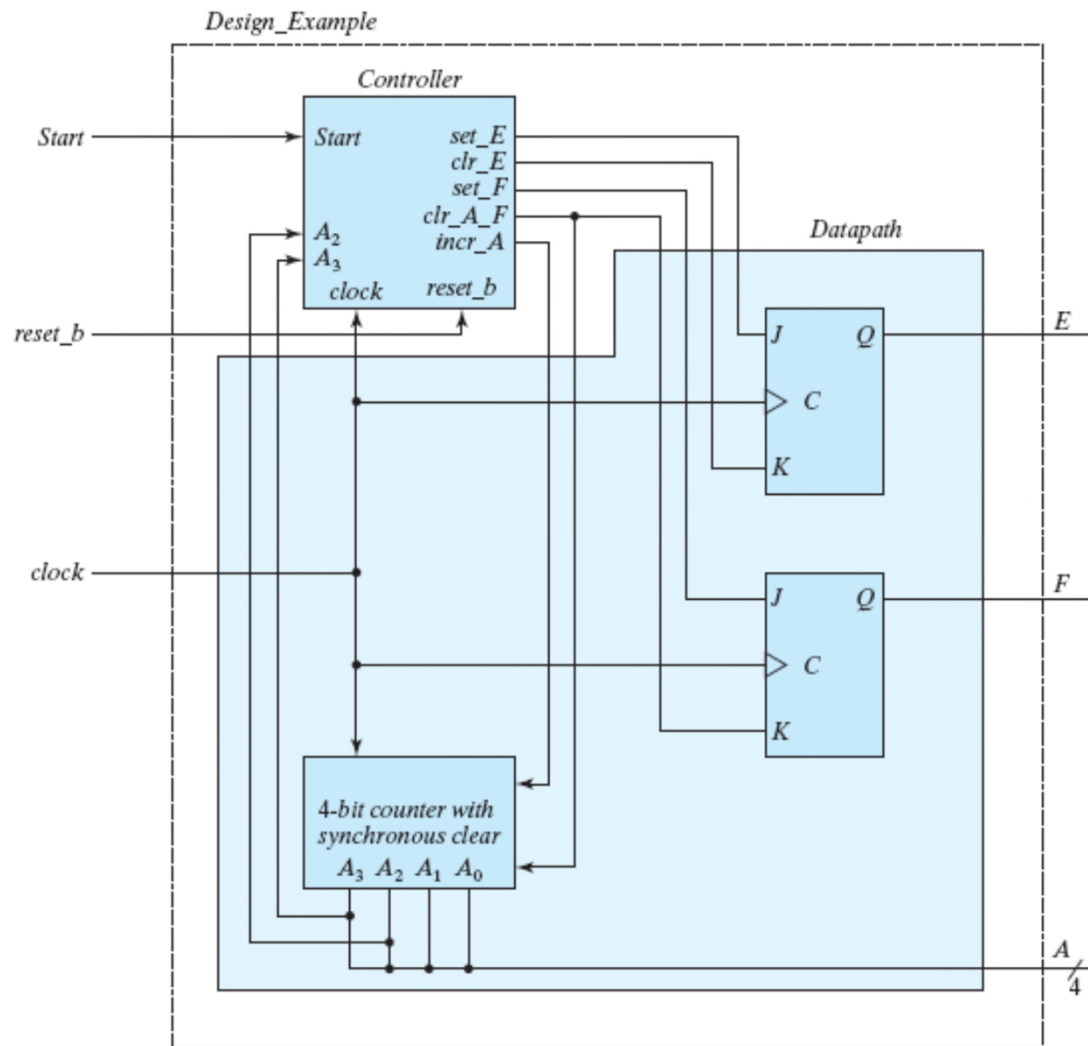 Design_Example
Controller
Start
Start
set_E
clr_E
set_F
clr_A_F
incr_A
A₂
A₃
clock
reset_b
reset_b
Datapath
J
Q
E
C
K
clock
J
Q
F
C
K
4-bit counter with
synchronous clear
A₃ A₂ A₁ A₀
A
4